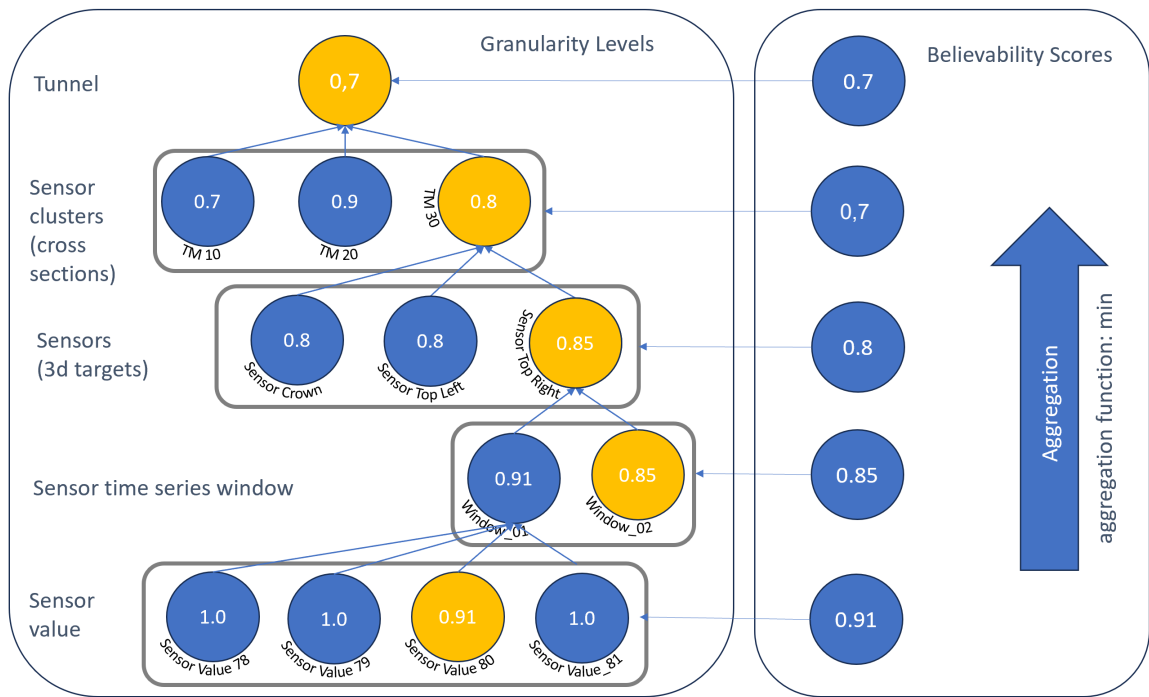 Granularity Levels
Believability Scores
Tunnel
0,7
0.7
Sensor
clusters
(cross
sections)
0.7
0.9
0.8
TM 10
TM 20
TM 30
0,7
Sensors
(3d targets)
0.8
0.8
0.85
Sensor Crown
Sensor Top Left
Sensor Top Right
0.8
Sensor time series window
0.91
0.85
Window_01
Window_02
0.85
Sensor
value
1.0
1.0
0.91
1.0
Sensor Value 78
Sensor Value 79
Sensor Value 80
Sensor Value_81
0.91
Aggregation
aggregation function: min